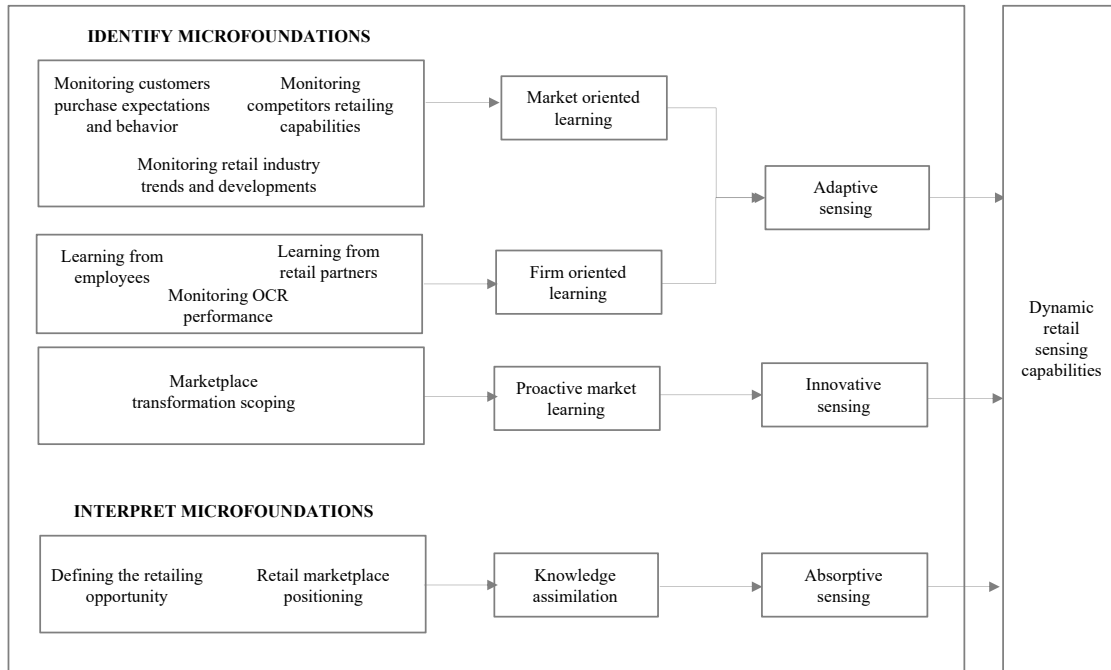 IDENTIFY MICROFOUNDATIONS
Monitoring customers
purchase expectations
and behavior
Monitoring
competitors retailing
capabilities
Monitoring retail industry
trends and developments
Market oriented
learning
Adaptive
sensing
Learning from
employees
Learning from
retail partners
Monitoring OCR
performance
Firm oriented
learning
Marketplace
transformation scoping
Proactive market
learning
Innovative
sensing
INTERPRET MICROFOUNDATIONS
Defining the retailing
opportunity
Retail marketplace
positioning
Knowledge
assimilation
Absorptive
sensing
Dynamic
retail
sensing
capabilities